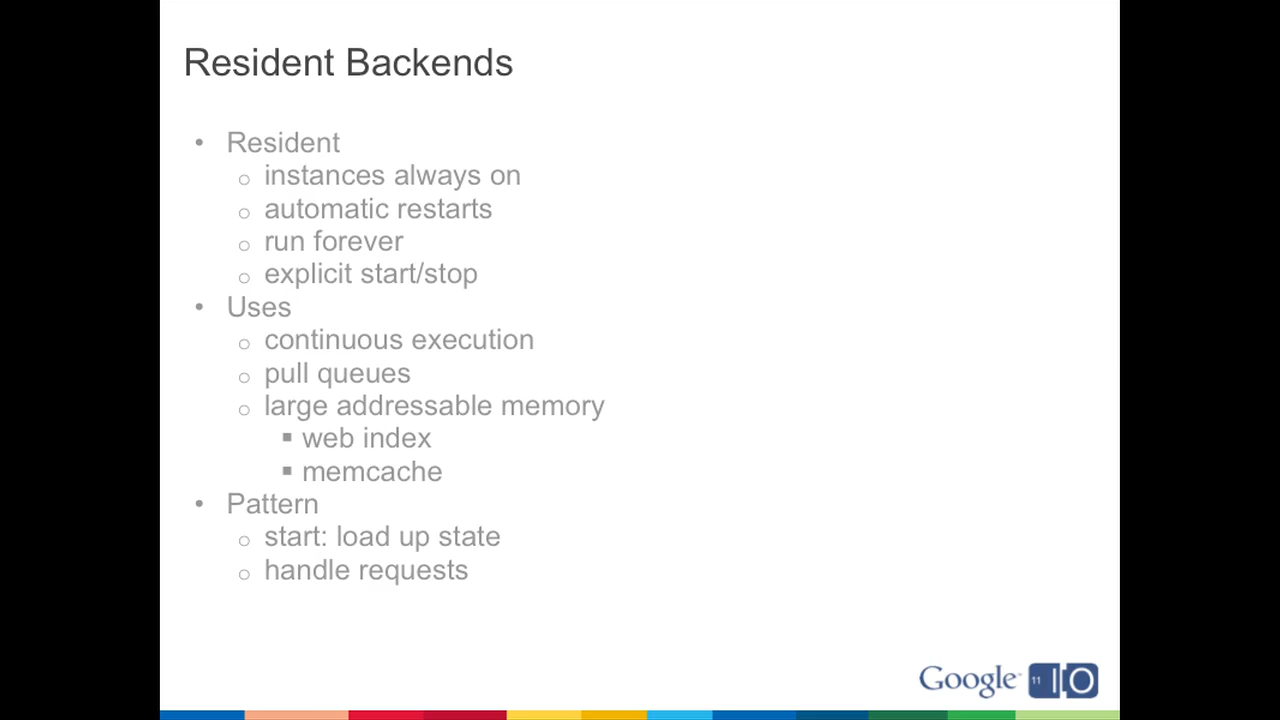 Resident Backends
• Resident
o instances always on
o automatic restarts
o run forever
o explicit start/stop
• Uses
o continuous execution
o pull queues
o large addressable memory
▪ web index
▪ memcache
• Pattern
o start: load up state
o handle requests
Google 11 IO